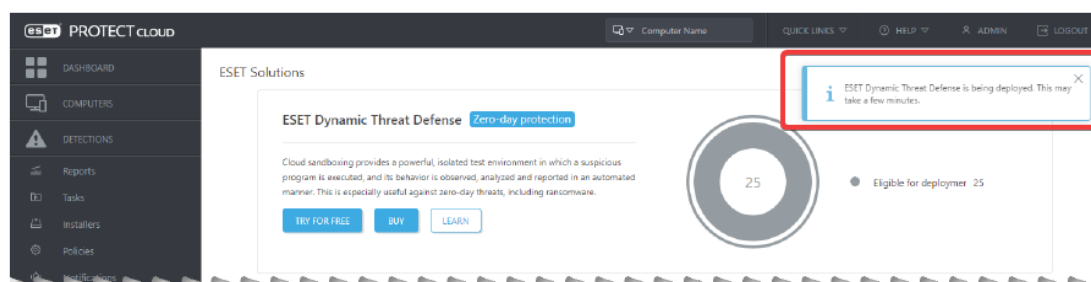 eset PROTECT CLOUD
Computer Name
QUICK LINKS
HELP
ADMIN
LOGOUT
DASHBOARD
COMPUTERS
DETECTIONS
Reports
Tasks
Installers
Policies
Notifications
ESET Solutions
ESET Dynamic Threat Defense is being deployed. This may
take a few minutes.
ESET Dynamic Threat Defense Zero-day protection
Cloud sandboxing provides a powerful, isolated test environment in which a suspicious
program is executed, and its behavior is observed, analyzed and reported in an automated
manner. This is especially useful against zero-day threats, including ransomware.
TRY FOR FREE
BUY
LEARN
25
Eligible for deploymer 25